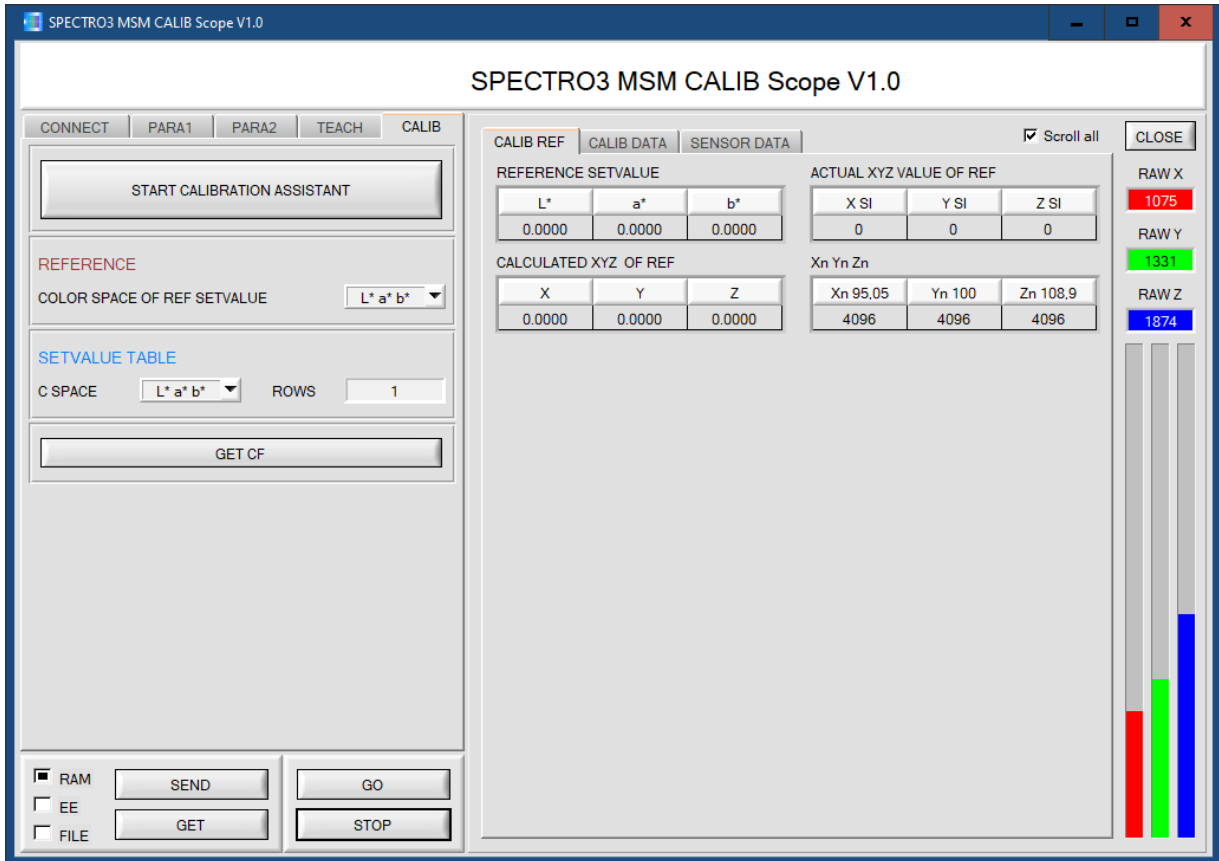 SPECTRO3 MSM CALIB Scope V1.0
SPECTRO3 MSM CALIB Scope V1.0
CONNECT PARA1 PARA2 TEACH CALIB
START CALIBRATION ASSISTANT
REFERENCE
COLOR SPACE OF REF SETVALUE L* a* b*
SETVALUE TABLE
C SPACE L* a* b* ROWS 1
GET CF
RAM SEND GO
EE
FILE GET STOP
CALIB REF CALIB DATA SENSOR DATA Scroll all CLOSE
REFERENCE SETVALUE
L* a* b*
0.0000 0.0000 0.0000
ACTUAL XYZ VALUE OF REF
X SI Y SI Z SI
0 0 0
CALCULATED XYZ OF REF
X Y Z
0.0000 0.0000 0.0000
Xn Yn Zn
Xn 95,05 Yn 100 Zn 108,9
4096 4096 4096
RAW X
1075
RAW Y
1331
RAW Z
1874